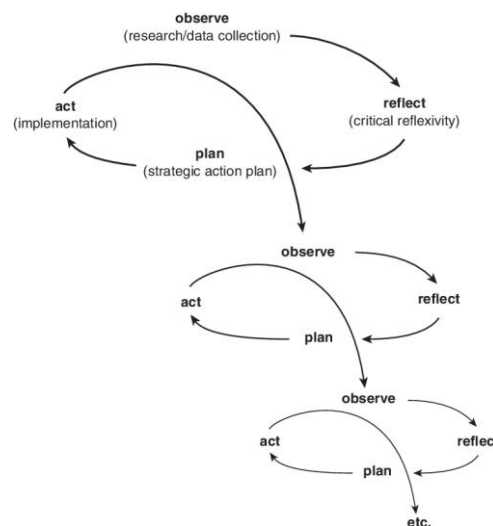 observe
(research/data collection)
reflect
(critical reflexivity)
plan
(strategic action plan)
act
(implementation)
observe
reflect
plan
act
observe
reflec
plan
act
etc.